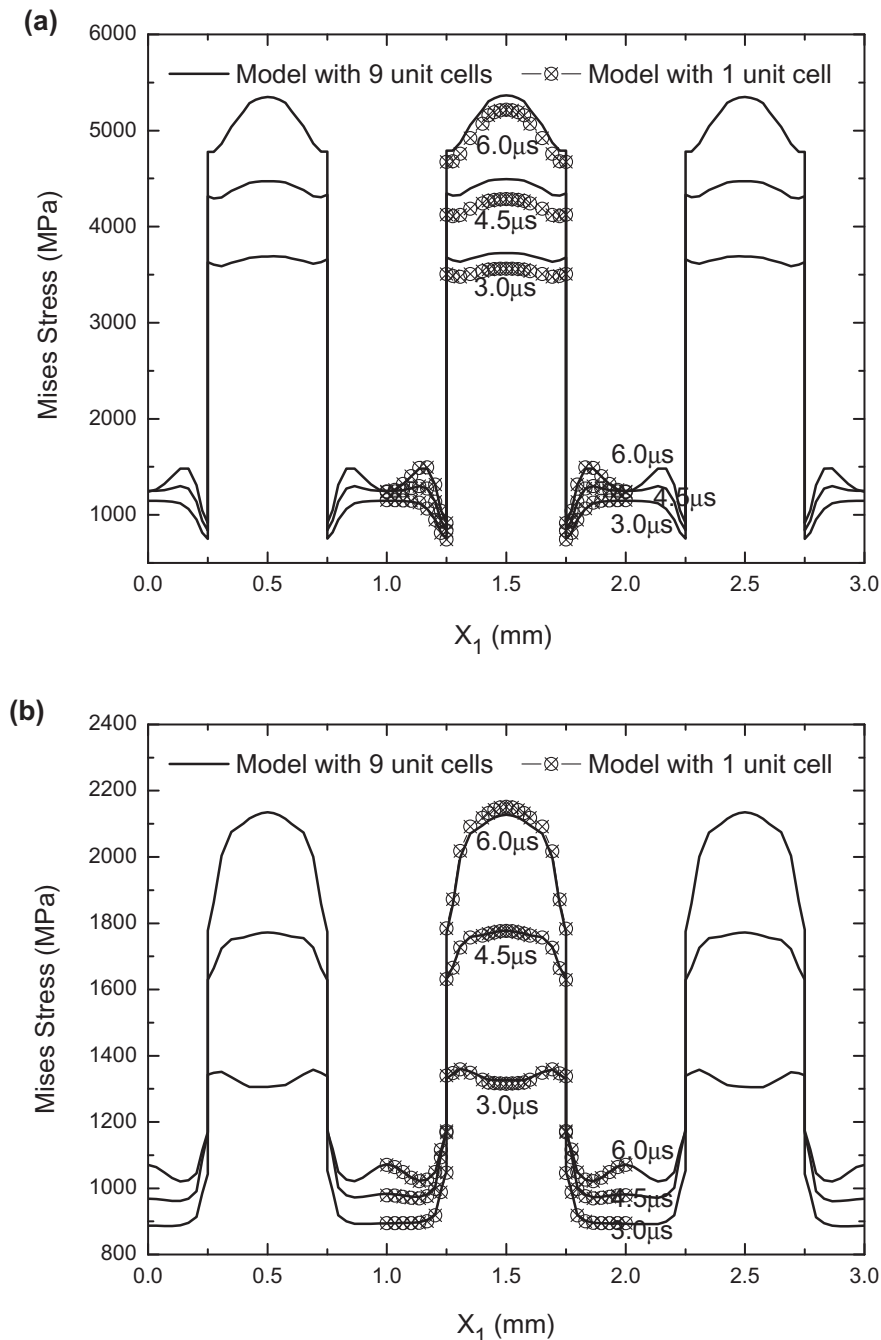 (a)
6000
5000
4000
3000
2000
1000
Mises Stress (MPa)
Model with 9 unit cells
Model with 1 unit cell
6.0μs
4.5μs
3.0μs
6.0μs
4.5μs
3.0μs
0.0 0.5 1.0 1.5 2.0 2.5 3.0
X1 (mm)
(b)
2400
2200
2000
1800
1600
1400
1200
1000
800
Mises Stress (MPa)
Model with 9 unit cells
Model with 1 unit cell
6.0μs
4.5μs
3.0μs
6.0μs
4.5μs
3.0μs
0.0 0.5 1.0 1.5 2.0 2.5 3.0
X1 (mm)